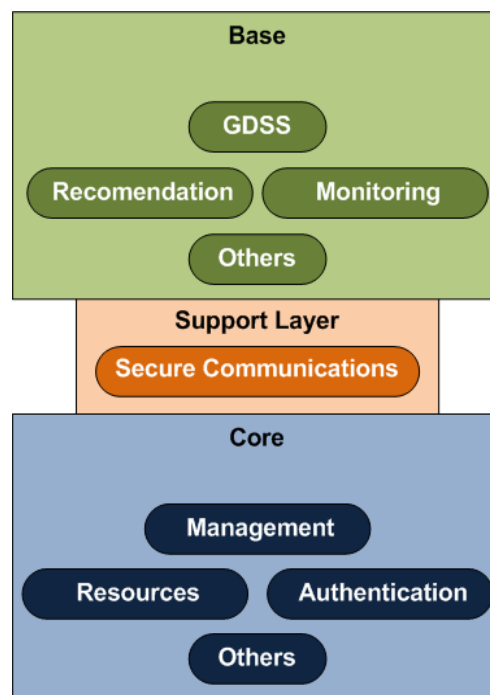 Base
GDSS
Recomendation Monitoring
Others
Support Layer
Secure Communications
Core
Management
Resources Authentication
Others